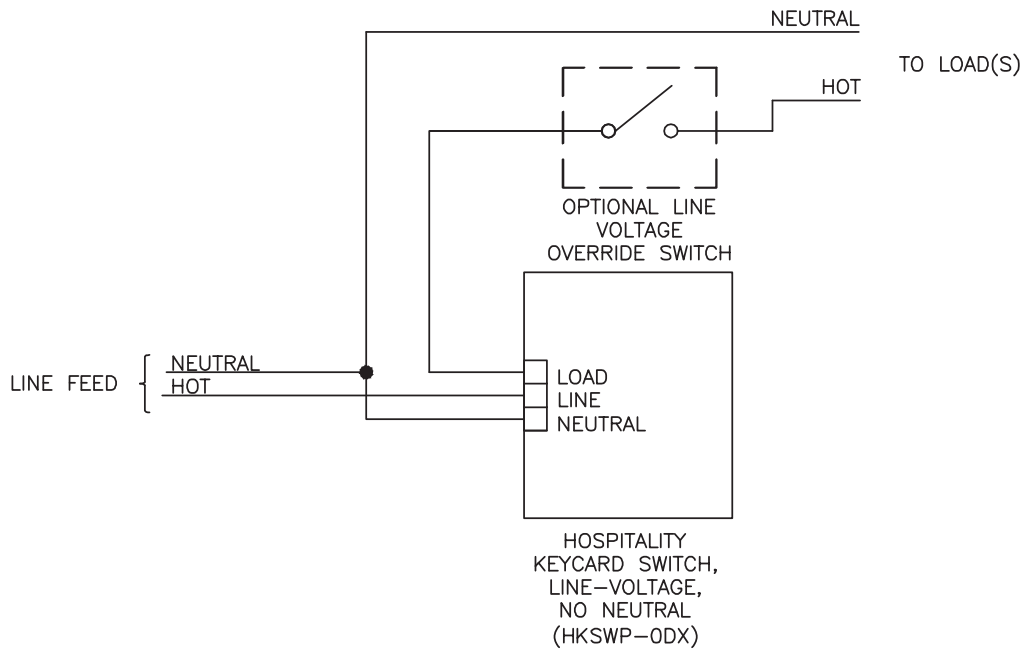 NEUTRAL
TO LOAD(S)
HOT
OPTIONAL LINE
VOLTAGE
OVERRIDE SWITCH
LINE FEED
NEUTRAL
HOT
LOAD
LINE
NEUTRAL
HOSPITALITY
KEYCARD SWITCH,
LINE-VOLTAGE,
NO NEUTRAL
(HKSWP-0DX)